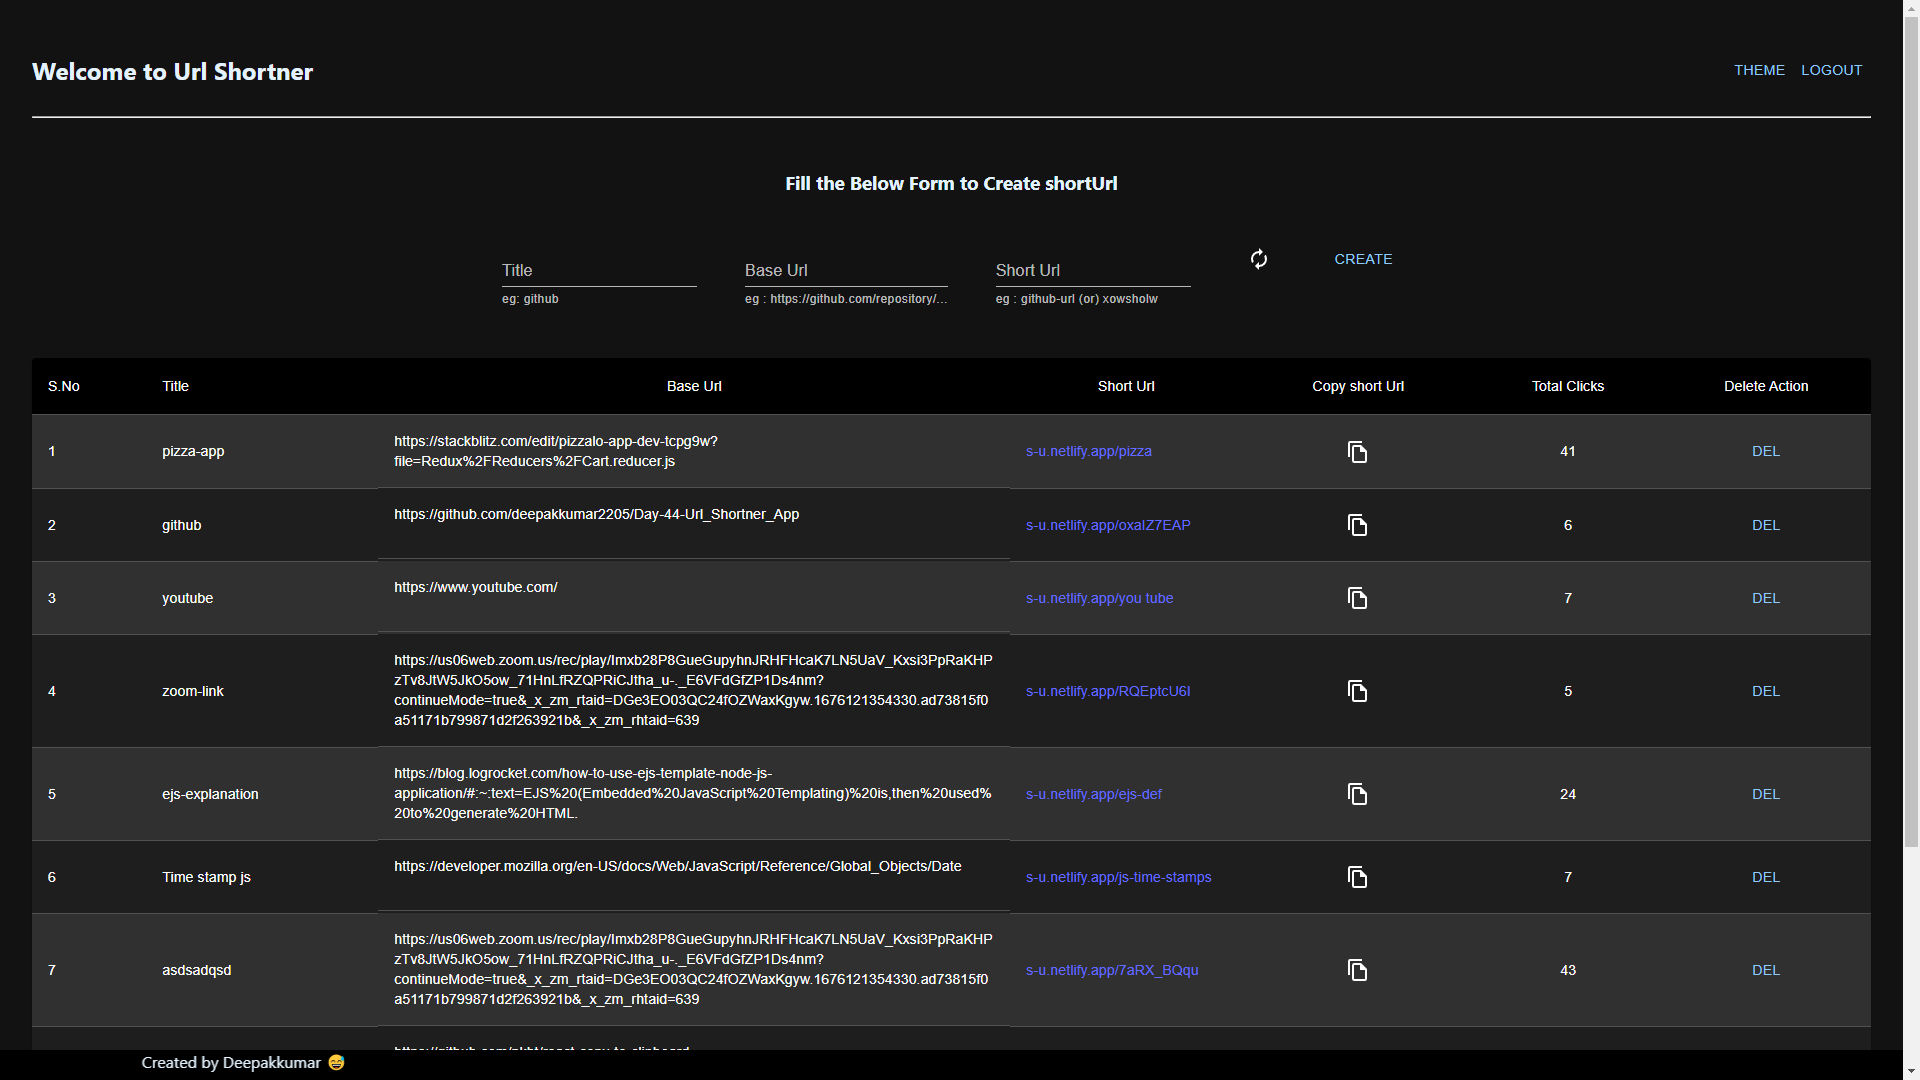 Welcome to Url Shortner
THEME LOGOUT
Fill the Below Form to Create shortUrl
Title
eg: github
Base Url
eg : https://github.com/repository/...
Short Url
eg : github-url (or) xowsholw
CREATE
S.No Title Base Url Short Url Copy short Url Total Clicks Delete Action
1 pizza-app
https://stackblitz.com/edit/pizzalo-app-dev-tcpg9w?
file=Redux%2FReducers%2FCart.reducer.js
s-u.netlify.app/pizza 41 DEL
2 github
https://github.com/deepakkumar2205/Day-44-Url_Shortner_App
s-u.netlify.app/oxalZ7EAP 6 DEL
3 youtube
https://www.youtube.com/
s-u.netlify.app/you tube 7 DEL
4 zoom-link
https://us06web.zoom.us/rec/play/Imxb28P8GueGupyhnJRHFHcaK7LN5UaV_Kxsi3PpRaKHP
zTv8JtW5JkO5ow_71HnLfRZQPRiCJtha_u-._E6VFdGfZP1Ds4nm?
continueMode=true&_x_zm_rtaid=DGe3EO03QC24fOZWaxKgyw.1676121354330.ad73815f0
a51171b799871d2f263921b&_x_zm_rhtaid=639
s-u.netlify.app/RQEptcU6I 5 DEL
5 ejs-explanation
https://blog.logrocket.com/how-to-use-ejs-template-node-js-
application/#:~:text=EJS%20(Embedded%20JavaScript%20Templating)%20is,then%20used%
20to%20generate%20HTML.
s-u.netlify.app/ejs-def 24 DEL
6 Time stamp js
https://developer.mozilla.org/en-US/docs/Web/JavaScript/Reference/Global_Objects/Date
s-u.netlify.app/js-time-stamps 7 DEL
7 asdsadqsd
https://us06web.zoom.us/rec/play/Imxb28P8GueGupyhnJRHFHcaK7LN5UaV_Kxsi3PpRaKHP
zTv8JtW5JkO5ow_71HnLfRZQPRiCJtha_u-._E6VFdGfZP1Ds4nm?
continueMode=true&_x_zm_rtaid=DGe3EO03QC24fOZWaxKgyw.1676121354330.ad73815f0
a51171b799871d2f263921b&_x_zm_rhtaid=639
s-u.netlify.app/7aRX_BQqu 43 DEL
Created by Deepakkumar 😅